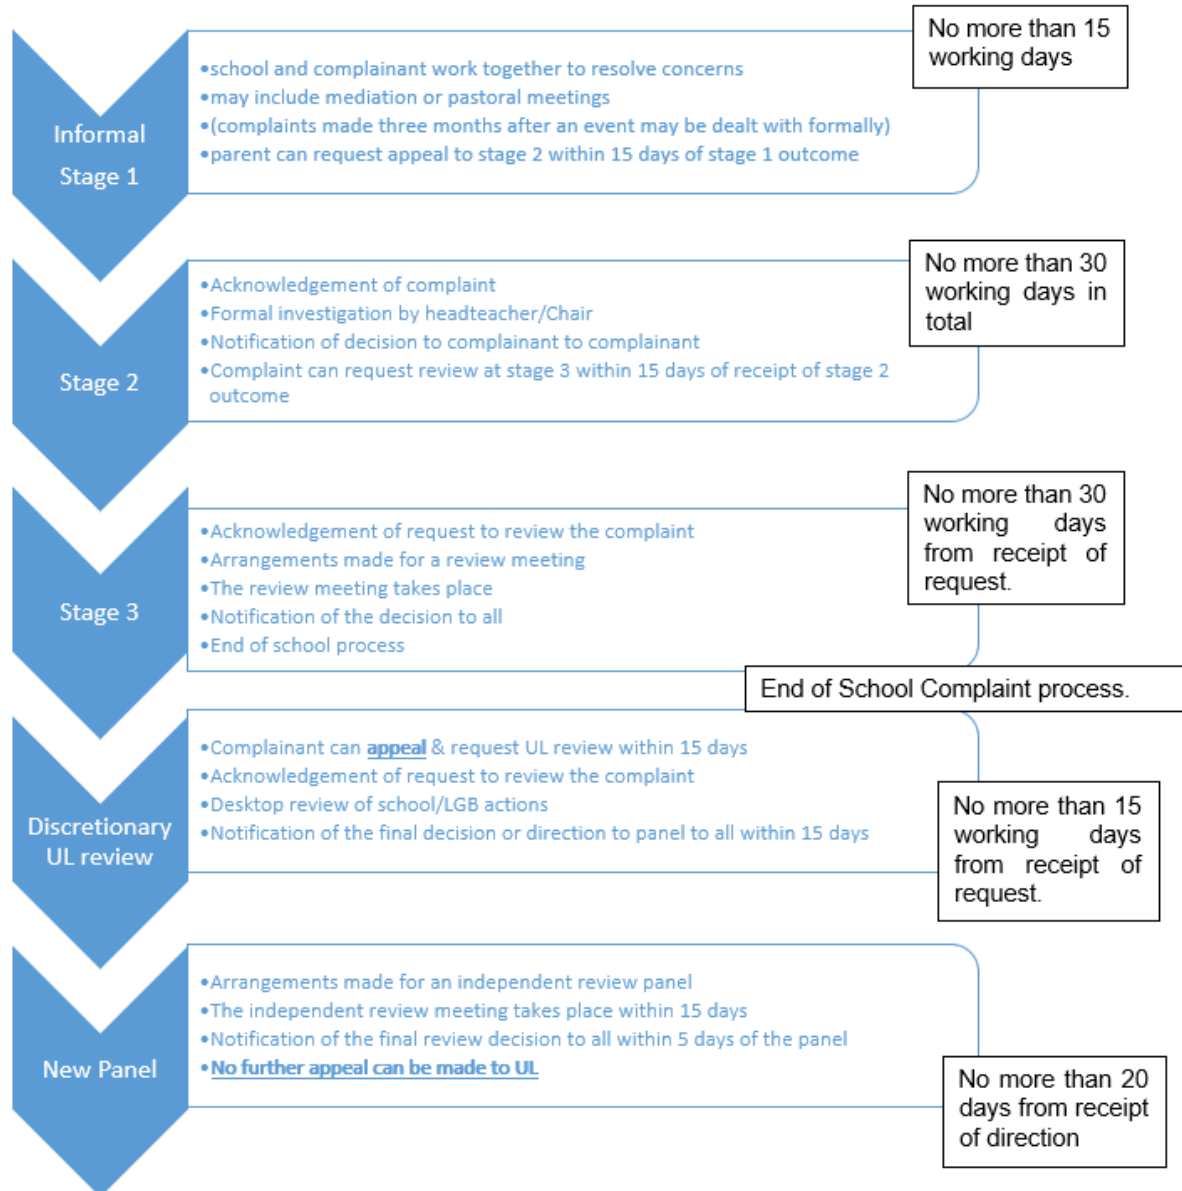 No more than 15
working days
Informal
Stage 1
•school and complainant work together to resolve concerns
•may include mediation or pastoral meetings
•(complaints made three months after an event may be dealt with formally)
•parent can request appeal to stage 2 within 15 days of stage 1 outcome
No more than 30
working days in
total
Stage 2
•Acknowledgement of complaint
•Formal investigation by headteacher/Chair
•Notification of decision to complainant to complainant
•Complaint can request review at stage 3 within 15 days of receipt of stage 2
outcome
No more than 30
working days
from receipt of
request.
Stage 3
•Acknowledgement of request to review the complaint
•Arrangements made for a review meeting
•The review meeting takes place
•Notification of the decision to all
•End of school process
End of School Complaint process.
Discretionary
UL review
•Complainant can appeal & request UL review within 15 days
•Acknowledgement of request to review the complaint
•Desktop review of school/LGB actions
•Notification of the final decision or direction to panel to all within 15 days
No more than 15
working days
from receipt of
request.
New Panel
•Arrangements made for an independent review panel
•The independent review meeting takes place within 15 days
•Notification of the final review decision to all within 5 days of the panel
•No further appeal can be made to UL
No more than 20
days from receipt
of direction